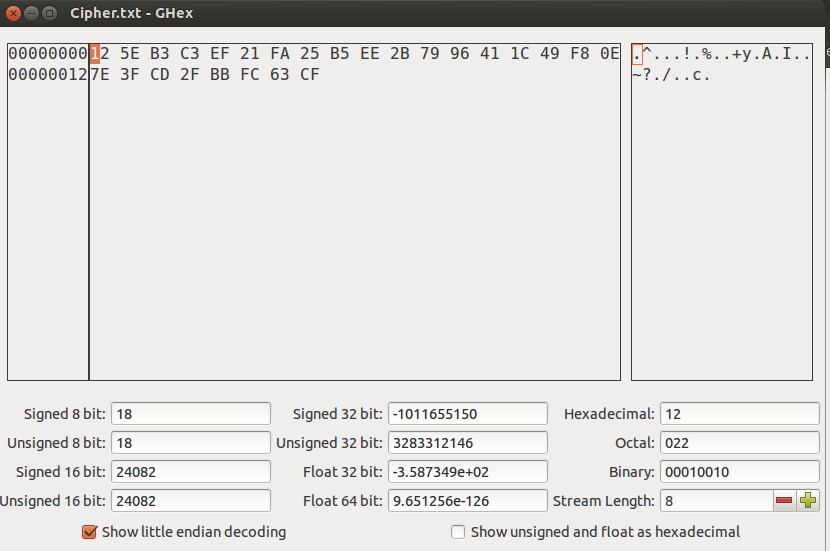 Cipher.txt - GHex
00000000 12 5E B3 C3 EF 21 FA 25 B5 EE 2B 79 96 41 1C 49 F8 0E .^...!.%..+y.A.I..
00000012 7E 3F CD 2F BB FC 63 CF ~?./..c.
Signed 8 bit: 18 Signed 32 bit: -1011655150 Hexadecimal: 12
Unsigned 8 bit: 18 Unsigned 32 bit: 3283312146 Octal: 022
Signed 16 bit: 24082 Float 32 bit: -3.587349e+02 Binary: 00010010
Unsigned 16 bit: 24082 Float 64 bit: 9.651256e-126 Stream Length: 8
Show little endian decoding Show unsigned and float as hexadecimal